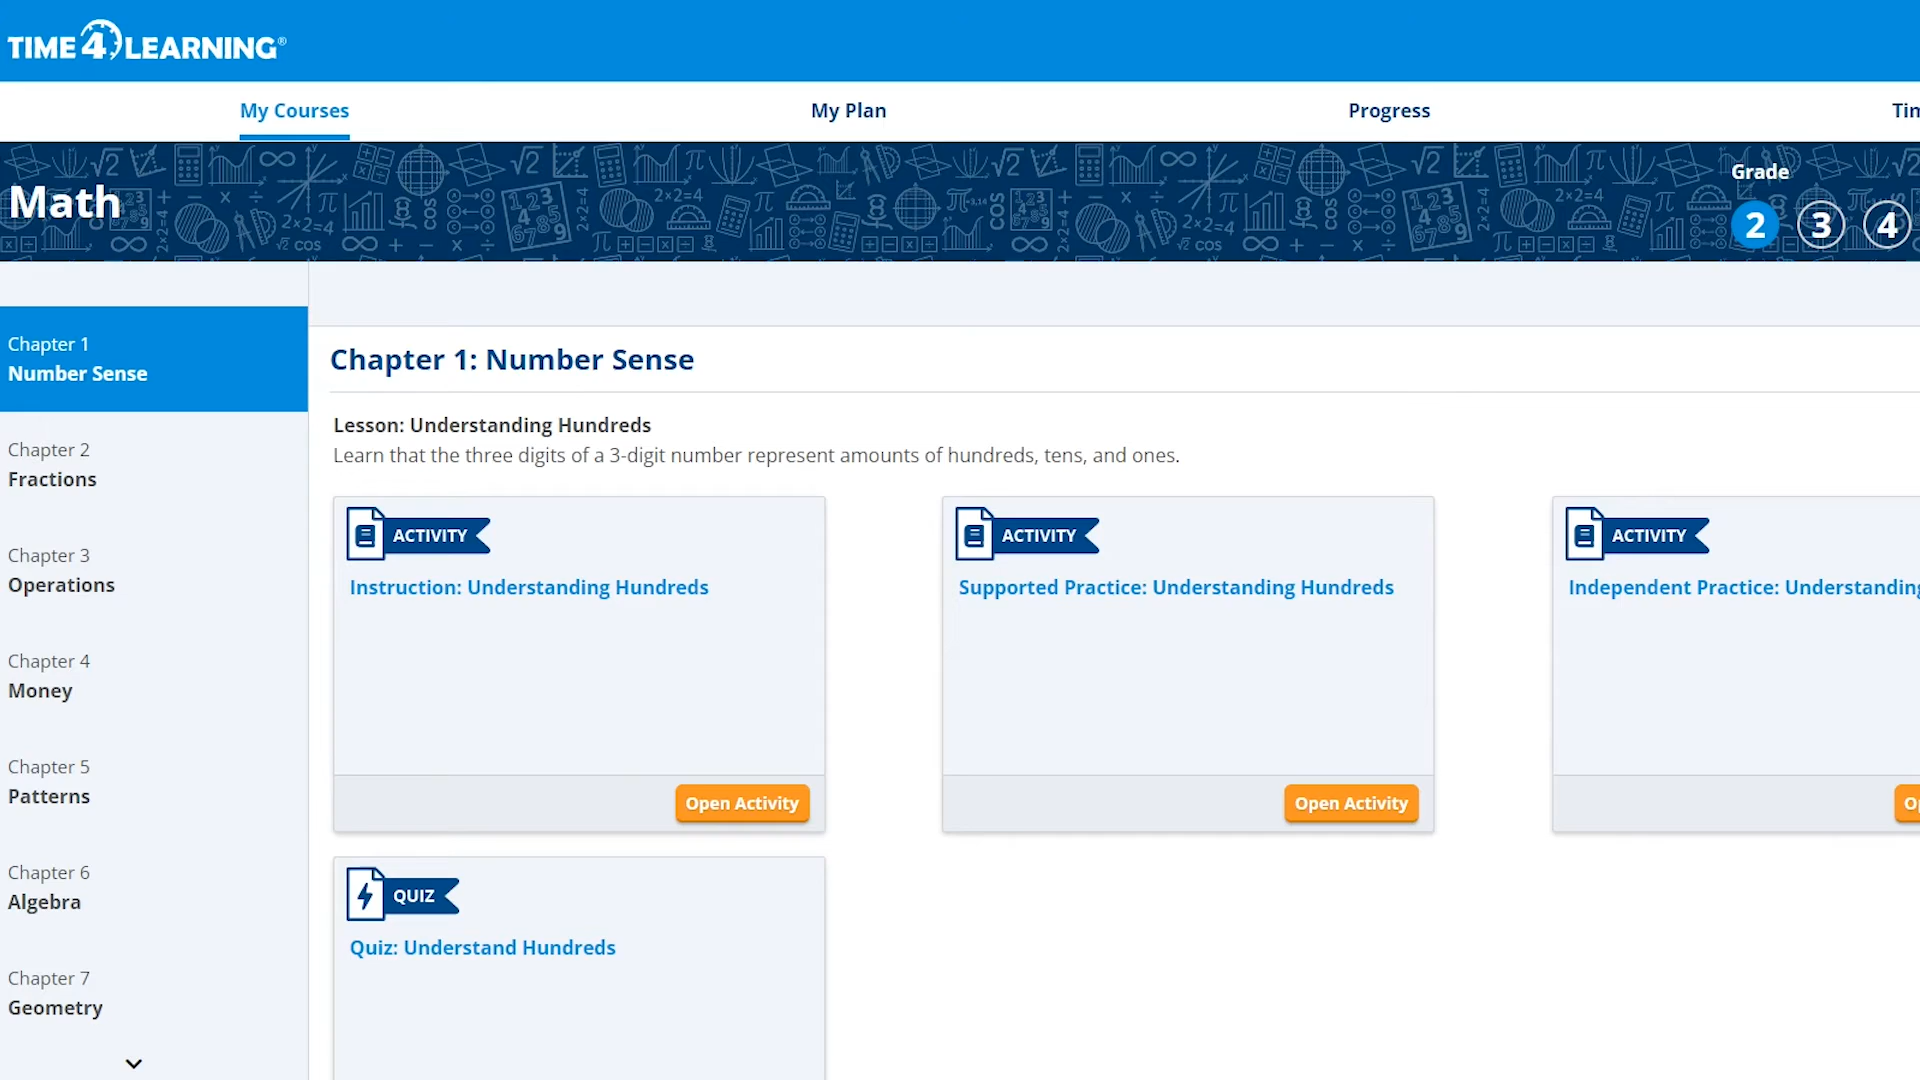 TIME4LEARNING®
My Courses
My Plan
Progress
Math
Grade
2 3 4
Chapter 1
Number Sense
Chapter 2
Fractions
Chapter 3
Operations
Chapter 4
Money
Chapter 5
Patterns
Chapter 6
Algebra
Chapter 7
Geometry
Chapter 1: Number Sense
Lesson: Understanding Hundreds
Learn that the three digits of a 3-digit number represent amounts of hundreds, tens, and ones.
ACTIVITY
Instruction: Understanding Hundreds
Open Activity
ACTIVITY
Supported Practice: Understanding Hundreds
Open Activity
ACTIVITY
Independent Practice: Understanding
QUIZ
Quiz: Understand Hundreds